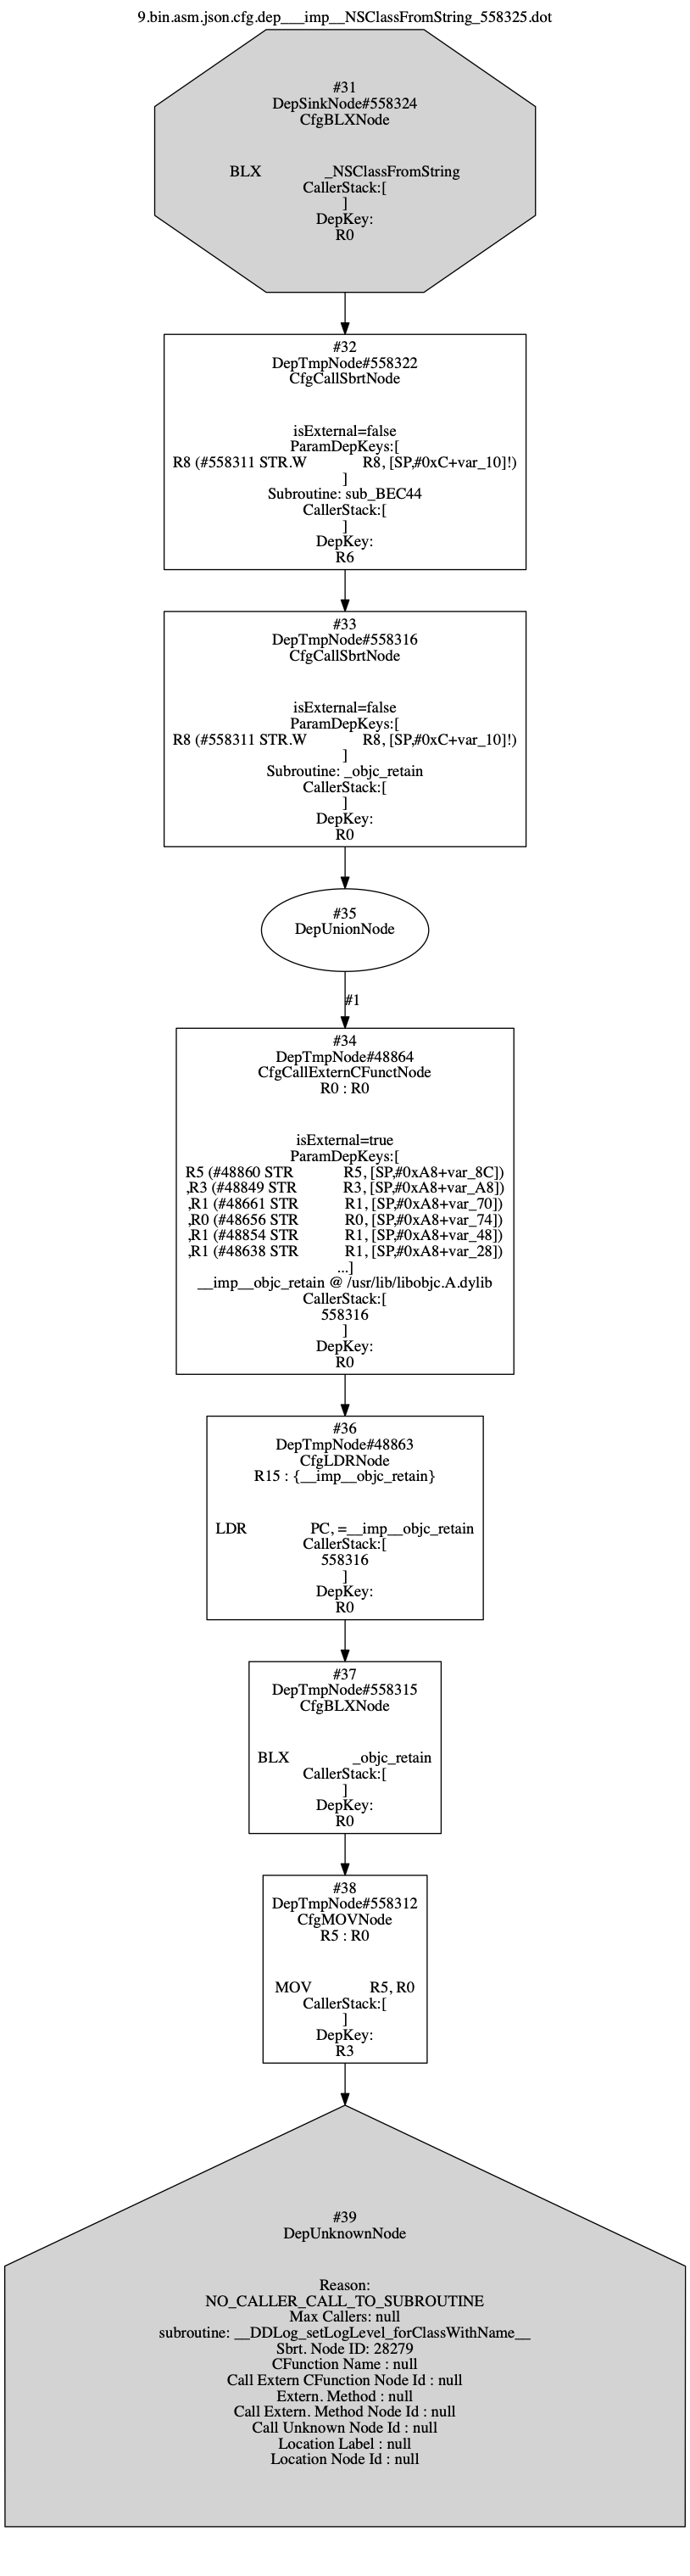 9.bin.asm.json.cfg.dep___imp__NSClassFromString_558325.dot
#31
DepSinkNode#558324
CfgBLXNode
BLX _NSClassFromString
CallerStack:[
]
DepKey:
R0
#32
DepTmpNode#558322
CfgCallSbrtNode
isExternal=false
ParamDepKeys:[
R8 (#558311 STR.W R8, [SP,#0xC+var_10]!)
]
Subroutine: sub_BEC44
CallerStack:[
]
DepKey:
R6
#33
DepTmpNode#558316
CfgCallSbrtNode
isExternal=false
ParamDepKeys:[
R8 (#558311 STR.W R8, [SP,#0xC+var_10]!)
]
Subroutine: _objc_retain
CallerStack:[
]
DepKey:
R0
#35
DepUnionNode
#1
#34
DepTmpNode#48864
CfgCallExternCFunctNode
R0 : R0
isExternal=true
ParamDepKeys:[
R5 (#48860 STR R5, [SP,#0xA8+var_8C])
,R3 (#48849 STR R3, [SP,#0xA8+var_A8])
,R1 (#48661 STR R1, [SP,#0xA8+var_70])
,R0 (#48656 STR R0, [SP,#0xA8+var_74])
,R1 (#48854 STR R1, [SP,#0xA8+var_48])
,R1 (#48638 STR R1, [SP,#0xA8+var_28])
...]
__imp__objc_retain @ /usr/lib/libobjc.A.dylib
CallerStack:[
558316
]
DepKey:
R0
#36
DepTmpNode#48863
CfgLDRNode
R15 : {__imp__objc_retain}
LDR PC, =__imp__objc_retain
CallerStack:[
558316
]
DepKey:
R0
#37
DepTmpNode#558315
CfgBLXNode
BLX _objc_retain
CallerStack:[
]
DepKey:
R0
#38
DepTmpNode#558312
CfgMOVNode
R5 : R0
MOV R5, R0
CallerStack:[
]
DepKey:
R3
#39
DepUnknownNode
Reason:
NO_CALLER_CALL_TO_SUBROUTINE
Max Callers: null
subroutine: __DDLog_setLogLevel_forClassWithName__
Sbrt. Node ID: 28279
CFunction Name : null
Call Extern CFunction Node Id : null
Extern. Method : null
Call Extern. Method Node Id : null
Call Unknown Node Id : null
Location Label : null
Location Node Id : null